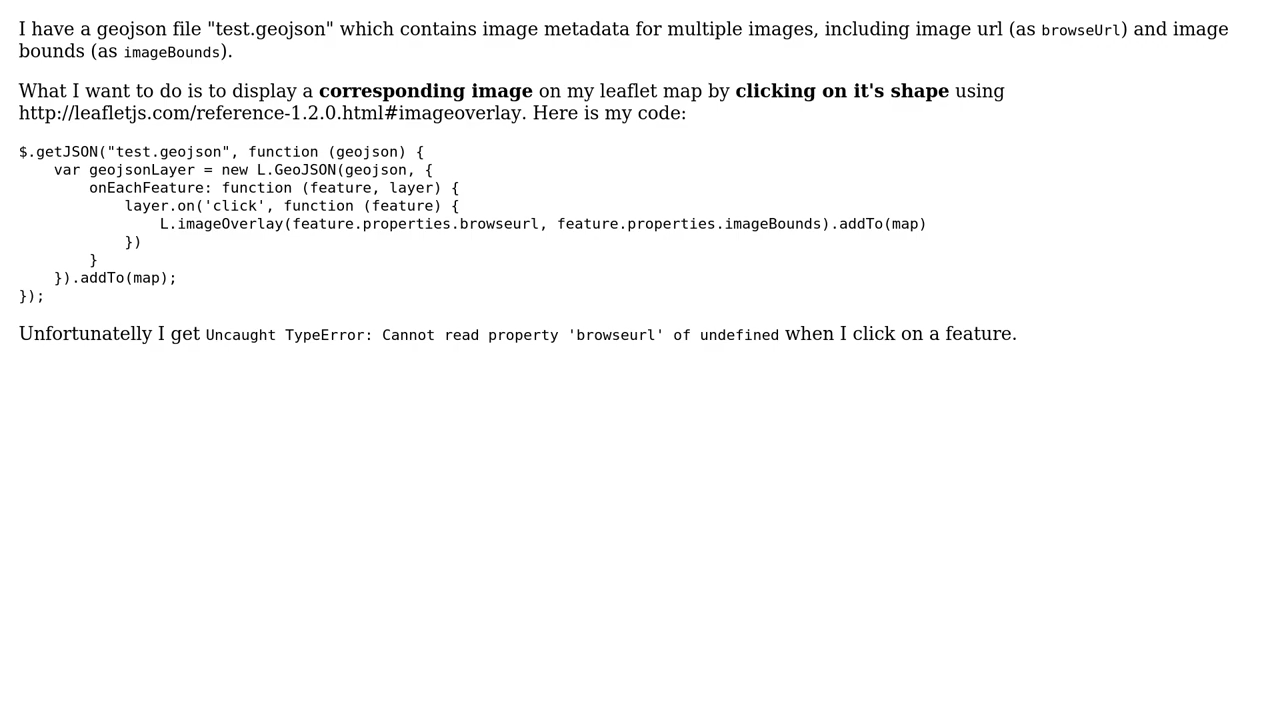 I have a geojson file "test.geojson" which contains image metadata for multiple images, including image url (as browseUrl) and image
bounds (as imageBounds).
What I want to do is to display a corresponding image on my leaflet map by clicking on it's shape using
http://leafletjs.com/reference-1.2.0.html#imageoverlay. Here is my code:
$.getJSON("test.geojson", function (geojson) {
    var geojsonLayer = new L.GeoJSON(geojson, {
        onEachFeature: function (feature, layer) {
            layer.on('click', function (feature) {
                L.imageOverlay(feature.properties.browseurl, feature.properties.imageBounds).addTo(map)
            })
        }
    }).addTo(map);
});
Unfortunatelly I get Uncaught TypeError: Cannot read property 'browseurl' of undefined when I click on a feature.